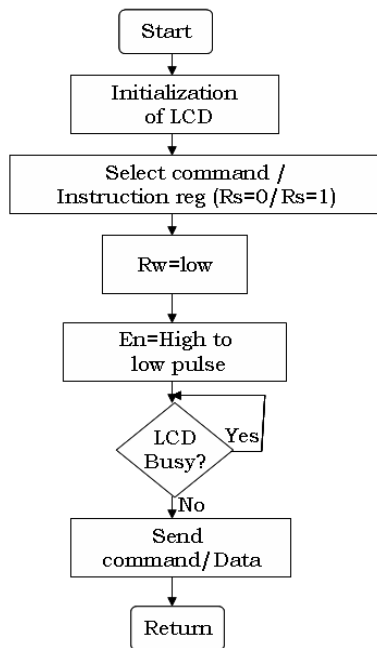 Start
Initialization
of LCD
Select command /
Instruction reg (Rs=0/Rs=1)
Rw=low
En=High to
low pulse
LCD
Busy?
Yes
No
Send
command/Data
Return